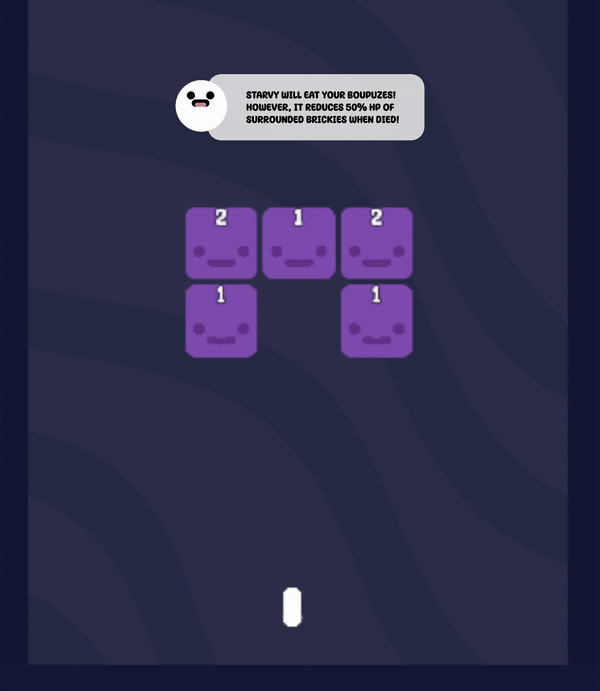 STARVY WILL EAT YOUR BOUPUZES!
HOWEVER, IT REDUCES 50% HP OF
SURROUNDED BRICKIES WHEN DIED!
2 1 2
1 1